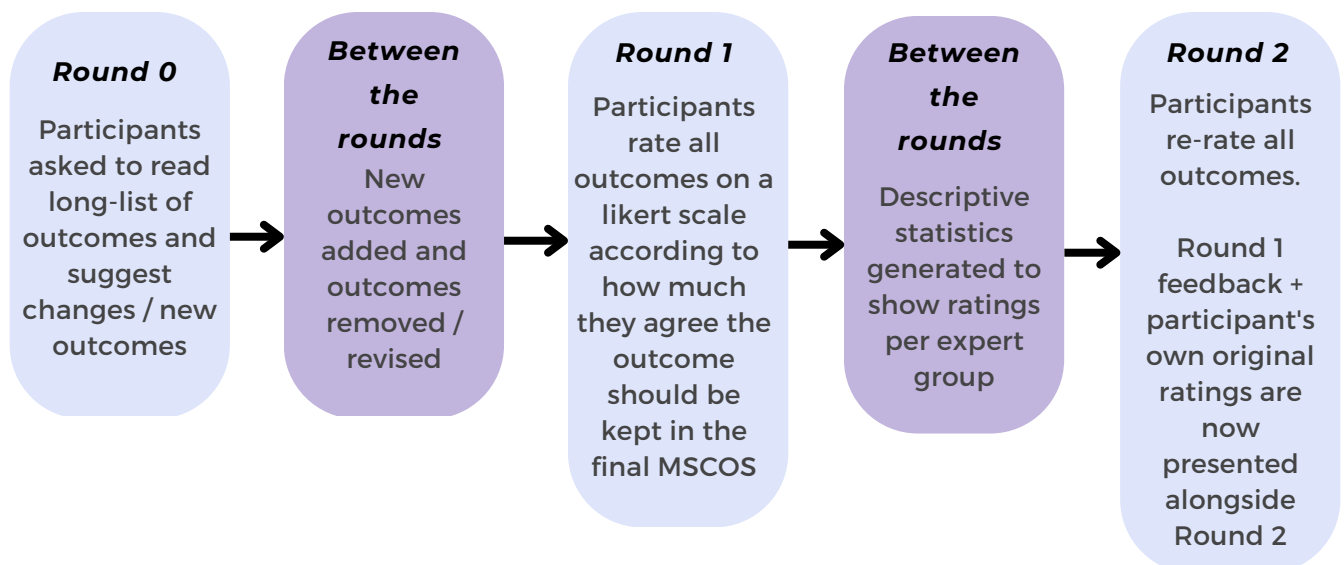 Round 0
Participants
asked to read
long-list of
outcomes and
suggest
changes / new
outcomes
Between
the
rounds
New
outcomes
added and
outcomes
removed /
revised
Round 1
Participants
rate all
outcomes on a
likert scale
according to
how much
they agree the
outcome
should be
kept in the
final MSCOS
Between
the
rounds
Descriptive
statistics
generated to
show ratings
per expert
group
Round 2
Participants
re-rate all
outcomes.
Round 1
feedback +
participant's
own original
ratings are
now
presented
alongside
Round 2